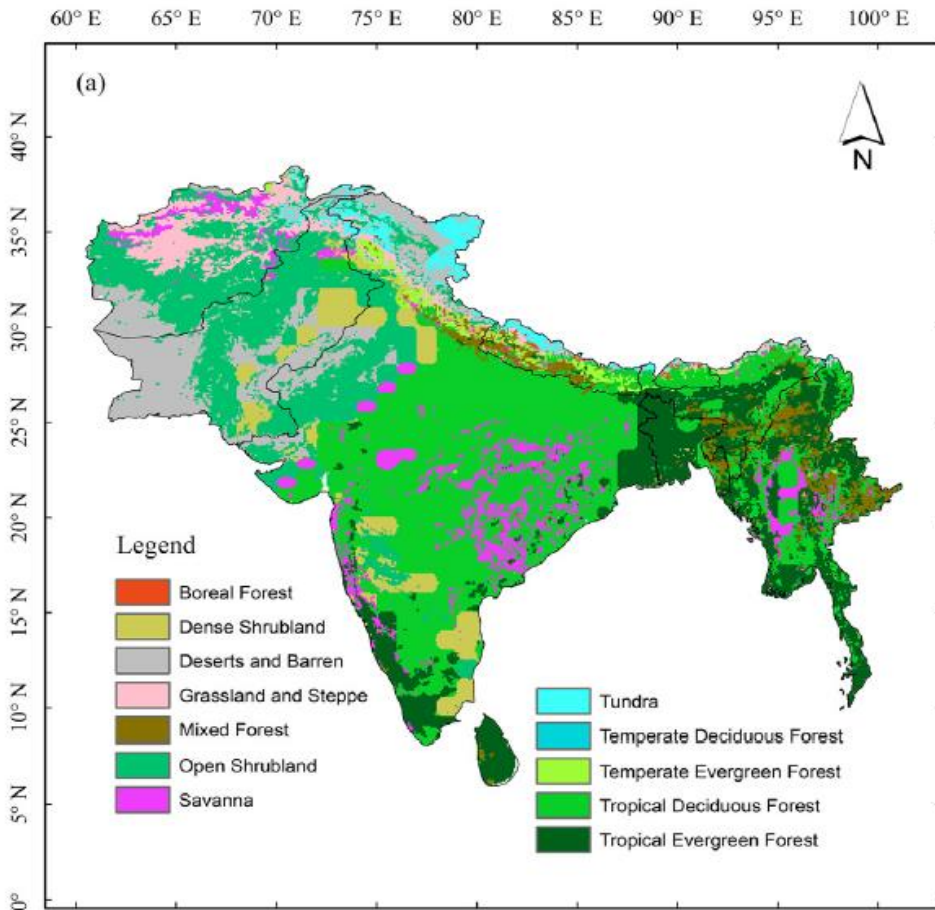 60° E 65° E 70° E 75° E 80° E 85° E 90° E 95° E 100° E
(a)
N
40° N
35° N
30° N
25° N
20° N
15° N
10° N
5° N
0°
Legend
Boreal Forest
Dense Shrubland
Deserts and Barren
Grassland and Steppe
Mixed Forest
Open Shrubland
Savanna
Tundra
Temperate Deciduous Forest
Temperate Evergreen Forest
Tropical Deciduous Forest
Tropical Evergreen Forest